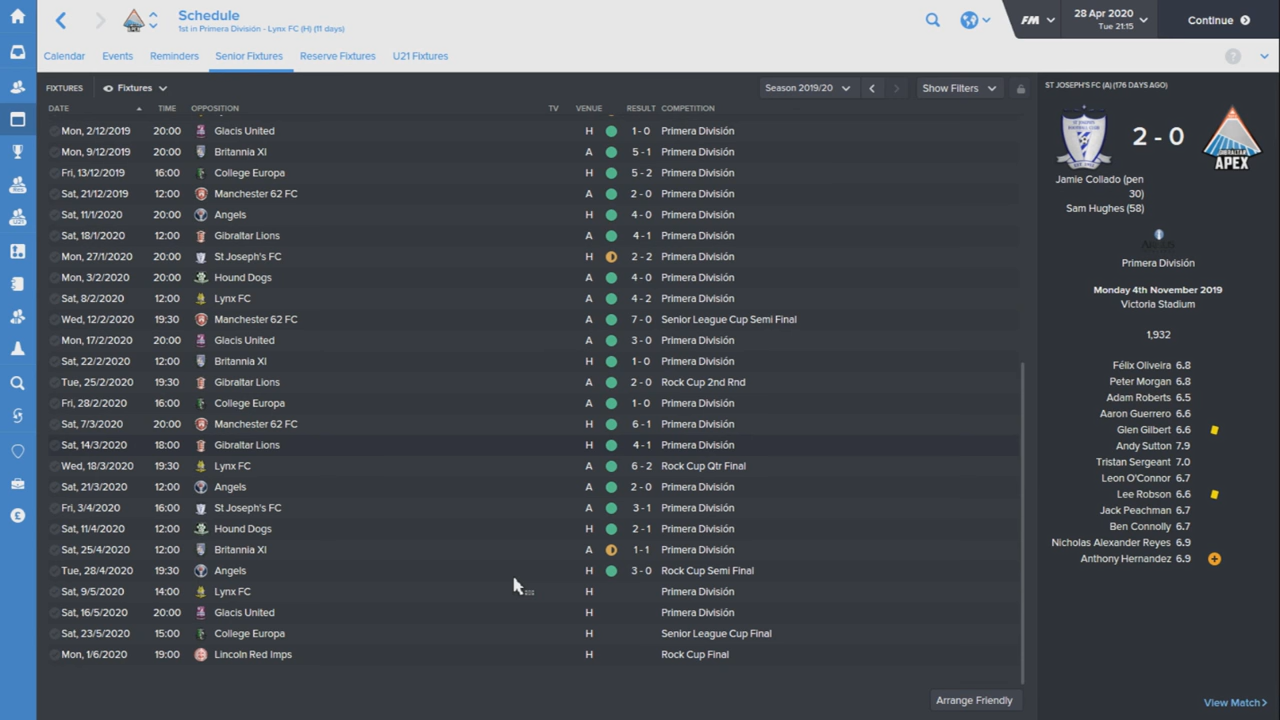 Schedule
1st in Primera División - Lynx FC (H) (11 days)
FM
28 Apr 2020
Tue 21:15
Continue
Calendar Events Reminders Senior Fixtures Reserve Fixtures U21 Fixtures
?
FIXTURES Fixtures Season 2019/20 Show Filters
DATE TIME OPPOSITION TV VENUE RESULT COMPETITION
Mon, 2/12/2019 20:00 Glacis United H 1-0 Primera División
Mon, 9/12/2019 20:00 Britannia XI A 5-1 Primera División
Fri, 13/12/2019 16:00 College Europa H 5-2 Primera División
Sat, 21/12/2019 12:00 Manchester 62 FC A 2-0 Primera División
Sat, 11/1/2020 20:00 Angels H 4-0 Primera División
Sat, 18/1/2020 12:00 Gibraltar Lions A 4-1 Primera División
Mon, 27/1/2020 20:00 St Joseph's FC H 2-2 Primera División
Mon, 3/2/2020 20:00 Hound Dogs A 4-0 Primera División
Sat, 8/2/2020 12:00 Lynx FC A 4-2 Primera División
Wed, 12/2/2020 19:30 Manchester 62 FC A 7-0 Senior League Cup Semi Final
Mon, 17/2/2020 20:00 Glacis United A 3-0 Primera División
Sat, 22/2/2020 12:00 Britannia XI H 1-0 Primera División
Tue, 25/2/2020 19:30 Gibraltar Lions A 2-0 Rock Cup 2nd Rnd
Fri, 28/2/2020 16:00 College Europa A 1-0 Primera División
Sat, 7/3/2020 20:00 Manchester 62 FC H 6-1 Primera División
Sat, 14/3/2020 18:00 Gibraltar Lions H 4-1 Primera División
Wed, 18/3/2020 19:30 Lynx FC A 6-2 Rock Cup Qtr Final
Sat, 21/3/2020 12:00 Angels A 2-0 Primera División
Fri, 3/4/2020 16:00 St Joseph's FC A 3-1 Primera División
Sat, 11/4/2020 12:00 Hound Dogs H 2-1 Primera División
Sat, 25/4/2020 12:00 Britannia XI A 1-1 Primera División
Tue, 28/4/2020 19:30 Angels H 3-0 Rock Cup Semi Final
Sat, 9/5/2020 14:00 Lynx FC H Primera División
Sat, 16/5/2020 20:00 Glacis United H Primera División
Sat, 23/5/2020 15:00 College Europa H Senior League Cup Final
Mon, 1/6/2020 19:00 Lincoln Red Imps H Rock Cup Final
Arrange Friendly
ST JOSEPH'S FC (A) (176 DAYS AGO)
2 - 0
APEX
Jamie Collado (pen
30)
Sam Hughes (58)
Primera División
Monday 4th November 2019
Victoria Stadium
1,932
Félix Oliveira 6.8
Peter Morgan 6.8
Adam Roberts 6.5
Aaron Guerrero 6.6
Glen Gilbert 6.6
Andy Sutton 7.9
Tristan Sergeant 7.0
Leon O'Connor 6.7
Lee Robson 6.6
Jack Peachman 6.7
Ben Connolly 6.7
Nicholas Alexander Reyes 6.9
Anthony Hernandez 6.9
View Match>